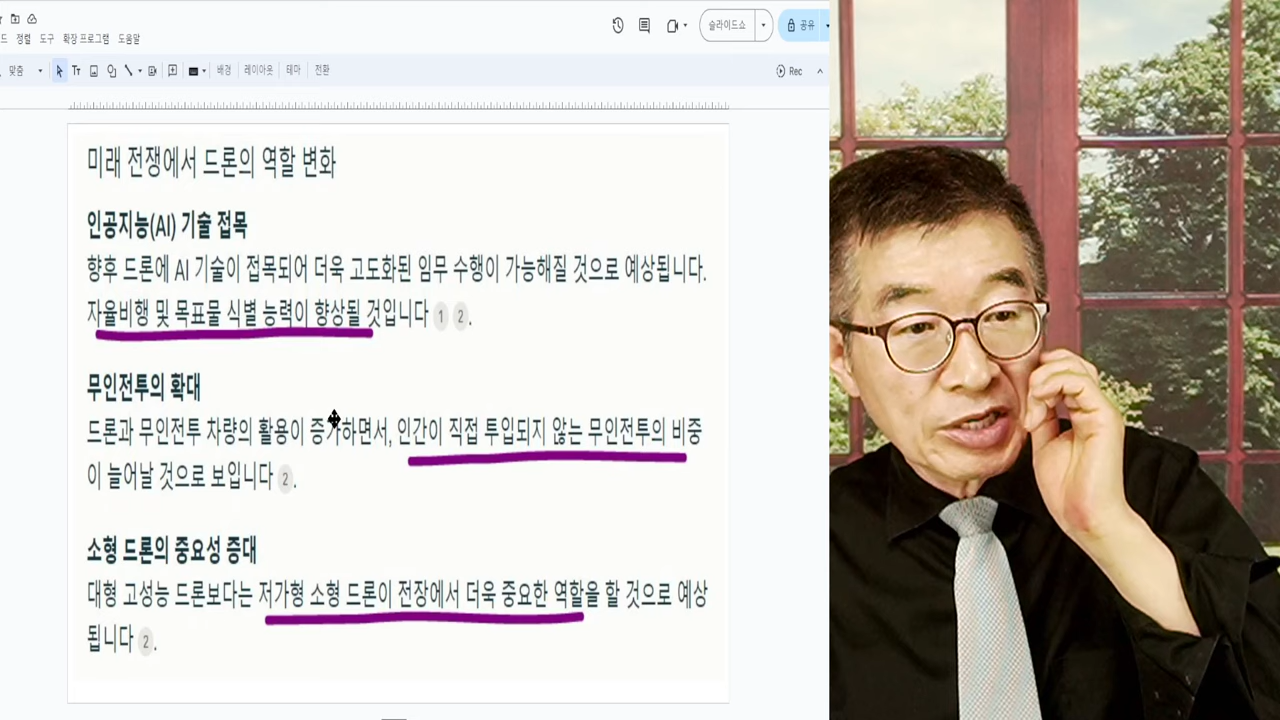 정렬 도구 확장 프로그램 도움말
슬라이드쇼
공유
맞춤
Tт
배경 레이아웃 테마 전환
Rec
미래 전쟁에서 드론의 역할 변화
인공지능(AI) 기술 접목
향후 드론에 AI 기술이 접목되어 더욱 고도화된 임무 수행이 가능해질 것으로 예상됩니다.
자율비행 및 목표물 식별 능력이 향상될 것입니다 1 2.
무인전투의 확대
드론과 무인전투 차량의 활용이 증가하면서, 인간이 직접 투입되지 않는 무인전투의 비중
이 늘어날 것으로 보입니다 2.
소형 드론의 중요성 증대
대형 고성능 드론보다는 저가형 소형 드론이 전장에서 더욱 중요한 역할을 할 것으로 예상
됩니다 2.